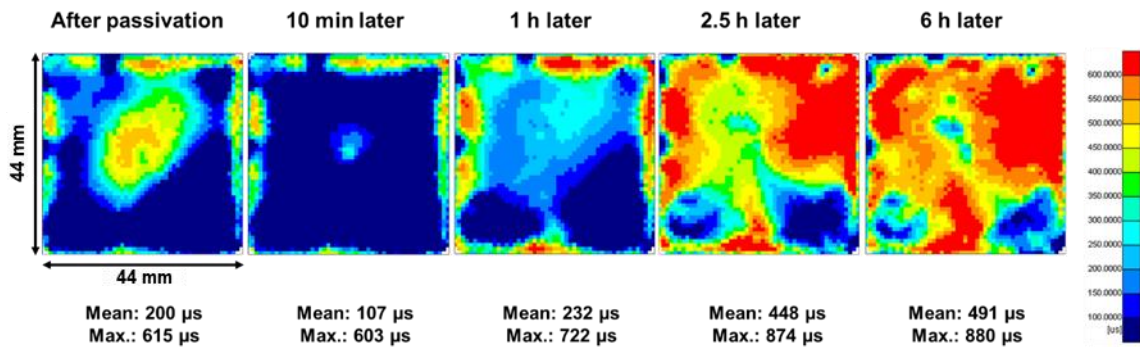 After passivation
10 min later
1 h later
2.5 h later
6 h later
44 mm
44 mm
600.0000
550.0000
500.0000
450.0000
400.0000
350.0000
300.0000
250.0000
200.0000
150.0000
100.0000
[us]
Mean: 200 µs
Max.: 615 µs
Mean: 107 µs
Max.: 603 µs
Mean: 232 µs
Max.: 722 µs
Mean: 448 µs
Max.: 874 µs
Mean: 491 µs
Max.: 880 µs